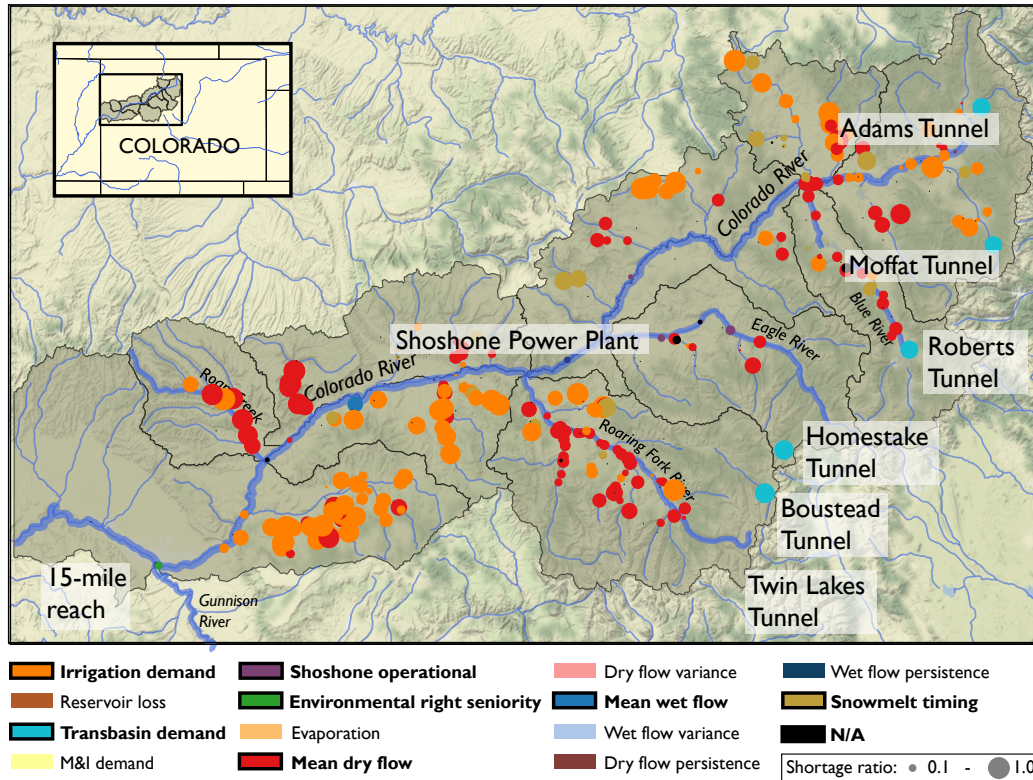 COLORADO
Adams Tunnel
Colorado River
Moffat Tunnel
Blue River
Eagle River
Shoshone Power Plant
Roberts
Tunnel
Colorado River
Roan Creek
Homestake
Tunnel
Roaring Fork River
Boustead
Tunnel
15-mile
reach
Twin Lakes
Tunnel
Gunnison
River
Irrigation demand
Shoshone operational
Dry flow variance
Wet flow persistence
Reservoir loss
Environmental right seniority
Mean wet flow
Snowmelt timing
Transbasin demand
Evaporation
Wet flow variance
N/A
M&I demand
Mean dry flow
Dry flow persistence
Shortage ratio: 0.1 - 1.0